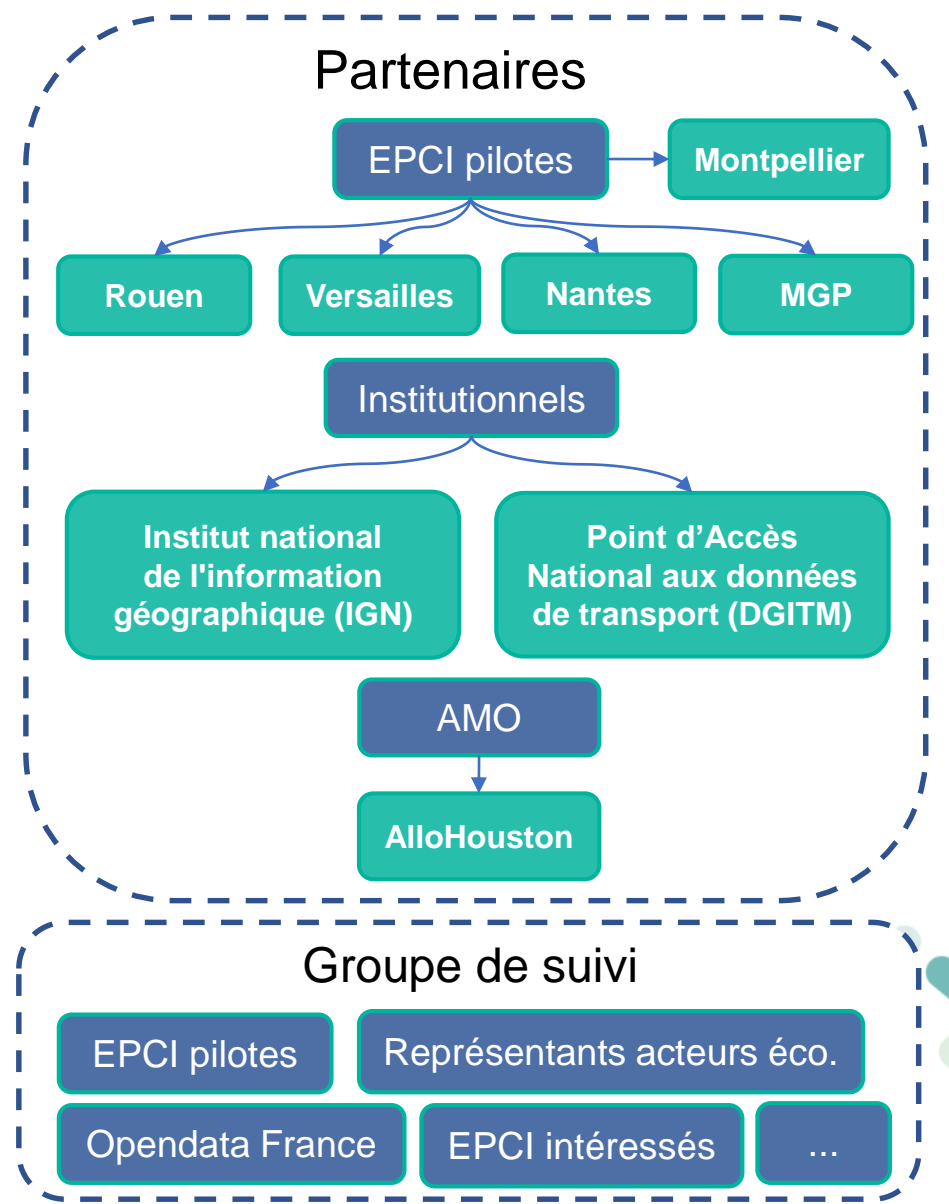 Partenaires
EPCI pilotes
Montpellier
Rouen
Versailles
Nantes
MGP
Institutionnels
Institut national
de l'information
géographique (IGN)
Point d’Accès
National aux données
de transport (DGITM)
AMO
AlloHouston
Groupe de suivi
EPCI pilotes
Représentants acteurs éco.
Opendata France
EPCI intéressés
...